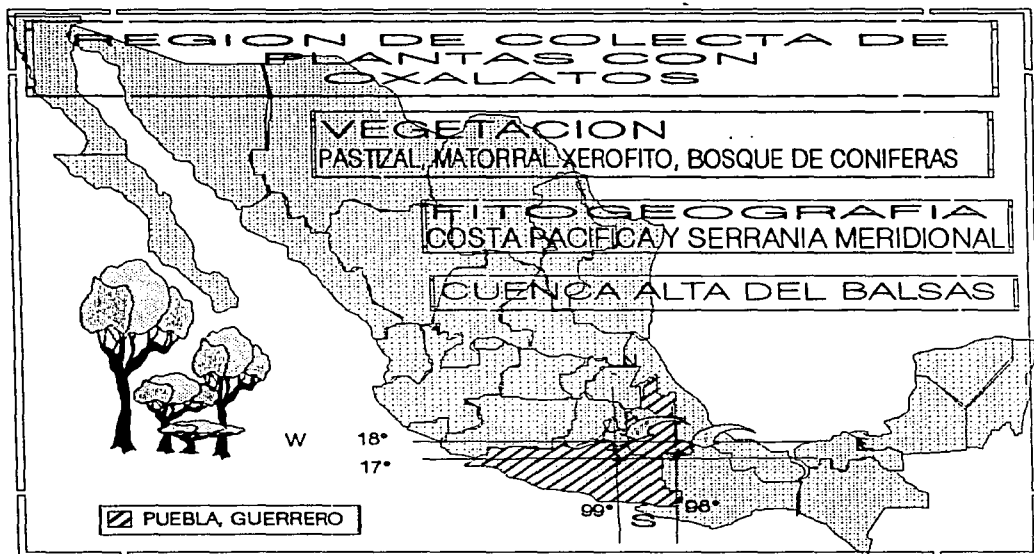 REGION DE COLECTA DE
PLANTAS CON
OXALATOS
VEGETACION
PASTIZAL, MATORRAL XEROFITO, BOSQUE DE CONIFERAS
FITOGEOGRAFIA
COSTA PACIFICA Y SERRANIA MERIDIONAL
CUENCA ALTA DEL BALSAS
W 18°
17°
99° S 98°
PUEBLA, GUERRERO